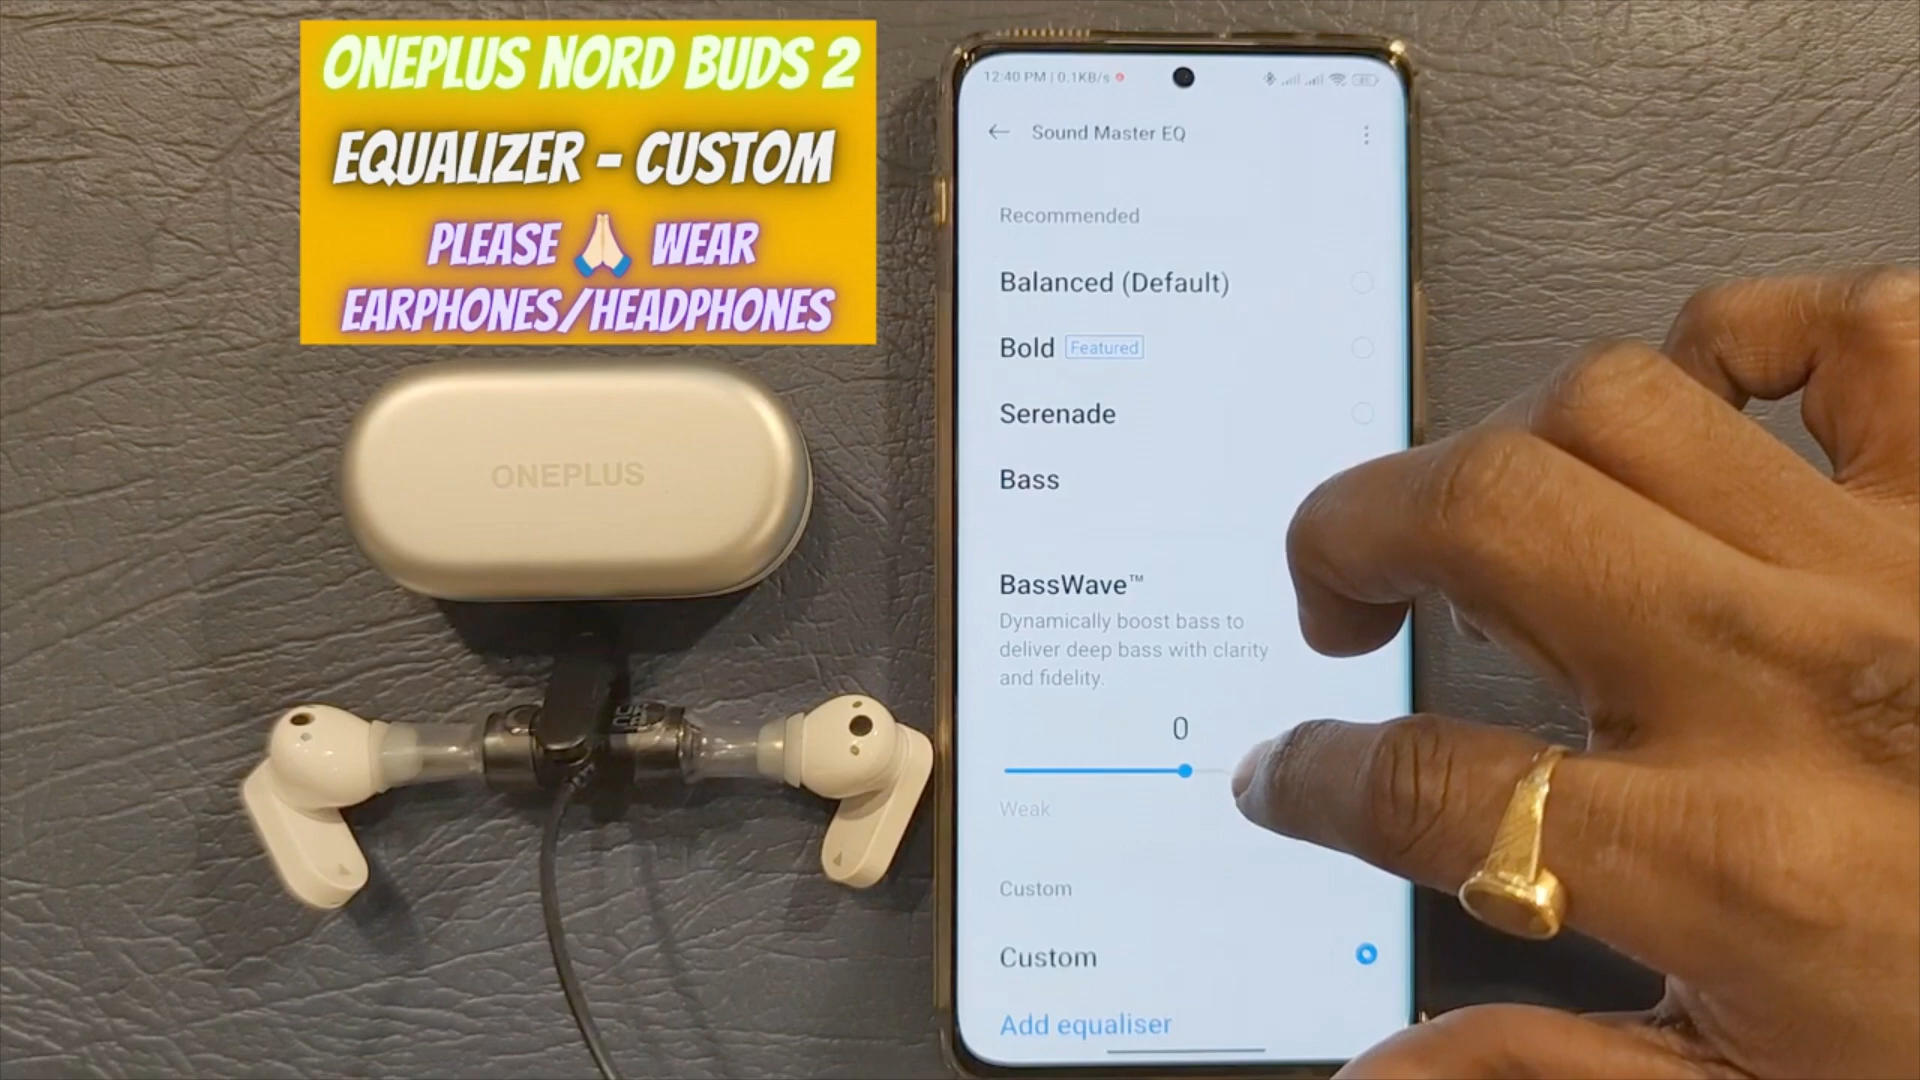 ONEPLUS NORD BUDS 2
EQUALIZER - CUSTOM
PLEASE 🙏🏻 WEAR
EARPHONES/HEADPHONES
ONEPLUS
12:40 PM | 0.1KB/s
Sound Master EQ
Recommended
Balanced (Default)
Bold Featured
Serenade
Bass
BassWave™
Dynamically boost bass to
deliver deep bass with clarity
and fidelity.
0
Weak
Custom
Custom
Add equaliser